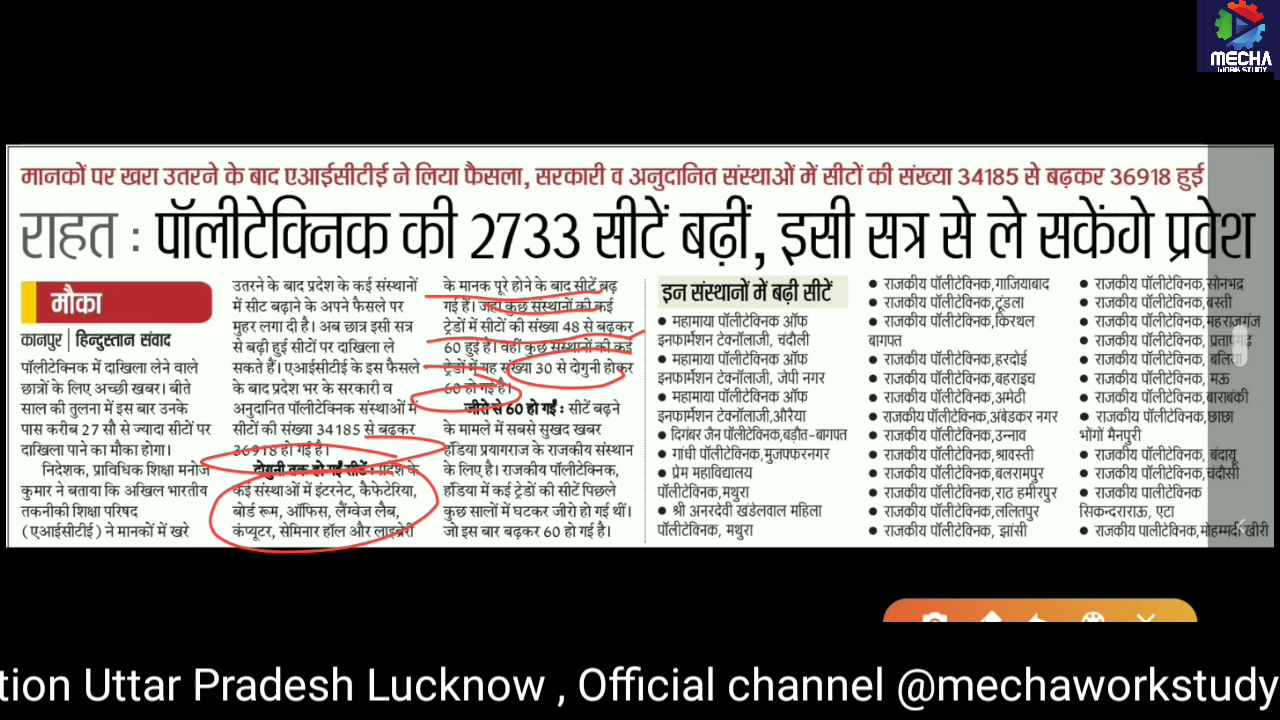 MECHA
WORK STUDY
मानकों पर खरा उतरने के बाद एआईसीटीई ने लिया फैसला, सरकारी व अनुदानित संस्थाओं में सीटों की संख्या 34185 से बढ़कर 36918 हुई
राहत : पॉलीटेक्निक की 2733 सीटें बढ़ीं, इसी सत्र से ले सकेंगे प्रवेश
मौका
कानपुर | हिन्दुस्तान संवाद
पॉलीटेक्निक में दाखिला लेने वाले
छात्रों के लिए अच्छी खबर। बीते
साल की तुलना में इस बार उनके
पास करीब 27 सौ से ज्यादा सीटों पर
दाखिला पाने का मौका होगा।
निदेशक, प्राविधिक शिक्षा मनोज
कुमार ने बताया कि अखिल भारतीय
तकनीकी शिक्षा परिषद
(एआईसीटीई) ने मानकों में खरे
उतरने के बाद प्रदेश के कई संस्थानों
में सीट बढ़ाने के अपने फैसले पर
मुहर लगा दी है। अब छात्र इसी सत्र
से बढ़ी हुई सीटों पर दाखिला ले
सकते हैं। एआईसीटीई के इस फैसले
के बाद प्रदेश भर के सरकारी व
अनुदानित पॉलीटेक्निक संस्थाओं में
सीटों की संख्या 34185 से बढ़कर
36918 हो गई है।
दोगुनी तक हो गईं सीटें : प्रदेश के
कई संस्थाओं में इंटरनेट, कैफेटेरिया,
बोर्ड रूम, ऑफिस, लैंग्वेज लैब,
कंप्यूटर, सेमिनार हॉल और लाइब्रेरी
के मानक पूरे होने के बाद सीटें बढ़
गई हैं। जहां कुछ संस्थानों की कई
ट्रेडों में सीटों की संख्या 48 से बढ़कर
60 हुई है। वहीं कुछ संस्थानों की कई
ट्रेडों में यह संख्या 30 से दोगुनी होकर
60 हो गई है।
जीरो से 60 हो गईं : सीटें बढ़ने
के मामले में सबसे सुखद खबर
हंडिया प्रयागराज के राजकीय संस्थान
के लिए है। राजकीय पॉलीटेक्निक,
हंडिया में कई ट्रेडों की सीटें पिछले
कुछ सालों में घटकर जीरो हो गई थीं।
जो इस बार बढ़कर 60 हो गई है।
इन संस्थानों में बढ़ी सीटें
● महामाया पॉलीटेक्निक ऑफ
इनफार्मेशन टेक्नॉलाजी, चंदौली
● महामाया पॉलीटेक्निक ऑफ
इनफार्मेशन टेक्नॉलाजी, जेपी नगर
● महामाया पॉलीटेक्निक ऑफ
इनफार्मेशन टेक्नॉलाजी,औरैया
● दिगंबर जैन पॉलीटेक्निक,बड़ौत-बागपत
● गांधी पॉलीटेक्निक,मुजफ्फरनगर
● प्रेम महाविद्यालय
पॉलीटेक्निक,मथुरा
● श्री अनरदेवी खंडेलवाल महिला
पॉलीटेक्निक, मथुरा
● राजकीय पॉलीटेक्निक,गाजियाबाद
● राजकीय पॉलीटेक्निक,टूंडला
● राजकीय पॉलीटेक्निक,किरथल
बागपत
● राजकीय पॉलीटेक्निक,हरदोई
● राजकीय पॉलीटेक्निक,बहराइच
● राजकीय पॉलीटेक्निक,अमेठी
● राजकीय पॉलीटेक्निक,अंबेडकर नगर
● राजकीय पॉलीटेक्निक,उन्नाव
● राजकीय पॉलीटेक्निक,श्रावस्ती
● राजकीय पॉलीटेक्निक,बलरामपुर
● राजकीय पॉलीटेक्निक,राठ हमीरपुर
● राजकीय पॉलीटेक्निक,ललितपुर
● राजकीय पॉलीटेक्निक, झांसी
● राजकीय पॉलीटेक्निक,सोनभद्र
● राजकीय पॉलीटेक्निक,बस्ती
● राजकीय पॉलीटेक्निक,महराजगंज
● राजकीय पॉलीटेक्निक, प्रतापगढ़
● राजकीय पॉलीटेक्निक, बलिया
● राजकीय पॉलीटेक्निक, मऊ
● राजकीय पॉलीटेक्निक,बाराबंकी
● राजकीय पॉलीटेक्निक,छाछा
भोंगों मैनपुरी
● राजकीय पॉलीटेक्निक, बंदायू
● राजकीय पॉलीटेक्निक, चंदौसी
● राजकीय पालीटेक्निक
सिकन्दराराऊ, एटा
● राजकीय पालीटेक्निक,मोहम्मदी खीरी
tion Uttar Pradesh Lucknow , Official channel @mechaworkstudy